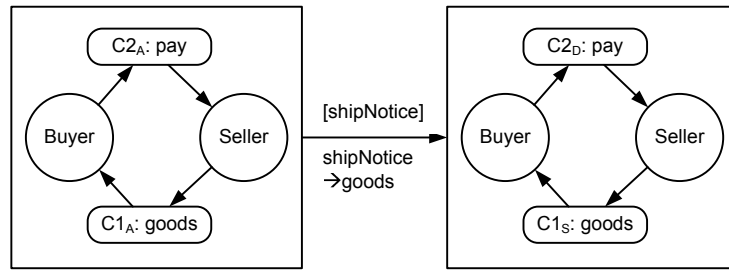 C2A: pay
Buyer
Seller
C1A: goods
[shipNotice]
shipNotice
→goods
C2D: pay
Buyer
Seller
C1S: goods